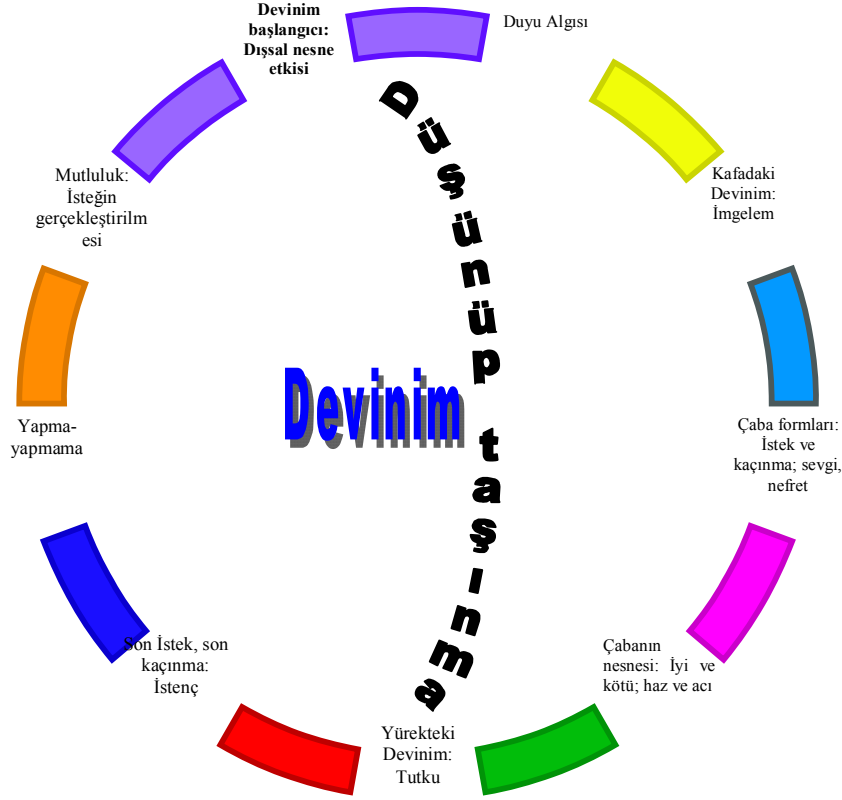 Devinim
başlangıcı:
Dışsal nesne
etkisi
Duyu Algısı
Kafadaki
Devinim:
İmgelem
Çaba formları:
İstek ve
kaçınma; sevgi,
nefret
Çabanın
nesnesi: İyi ve
kötü; haz ve acı
Yürekteki
Devinim:
Tutku
Son İstek, son
kaçınma:
İstenç
Yapma-
yapmama
Mutluluk:
İsteğin
gerçekleştirilm
esi
Devinim
Düşünüp taşınma